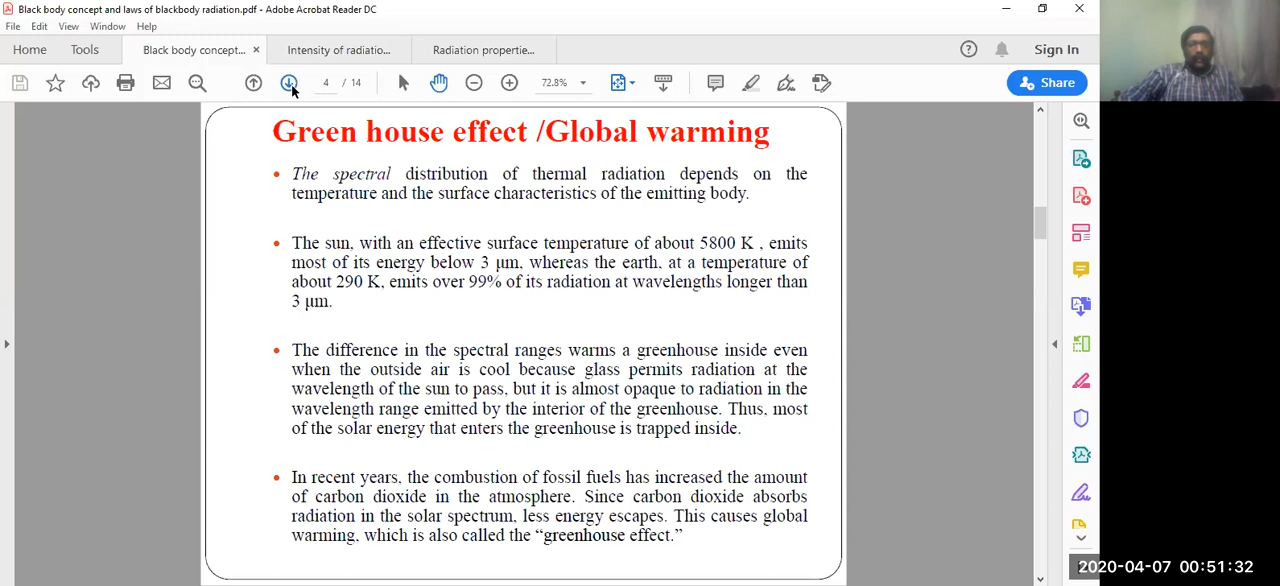 Black body concept and laws of blackbody radiation.pdf - Adobe Acrobat Reader DC
File Edit View Window Help
Home Tools Black body concept... × Intensity of radiatio... Radiation propertie... Sign In
4 / 14 72.8% Share
Green house effect /Global warming
• The spectral distribution of thermal radiation depends on the
temperature and the surface characteristics of the emitting body.
• The sun, with an effective surface temperature of about 5800 K , emits
most of its energy below 3 μm, whereas the earth, at a temperature of
about 290 K, emits over 99% of its radiation at wavelengths longer than
3 μm.
• The difference in the spectral ranges warms a greenhouse inside even
when the outside air is cool because glass permits radiation at the
wavelength of the sun to pass, but it is almost opaque to radiation in the
wavelength range emitted by the interior of the greenhouse. Thus, most
of the solar energy that enters the greenhouse is trapped inside.
• In recent years, the combustion of fossil fuels has increased the amount
of carbon dioxide in the atmosphere. Since carbon dioxide absorbs
radiation in the solar spectrum, less energy escapes. This causes global
warming, which is also called the “greenhouse effect.”
2020-04-07 00:51:32